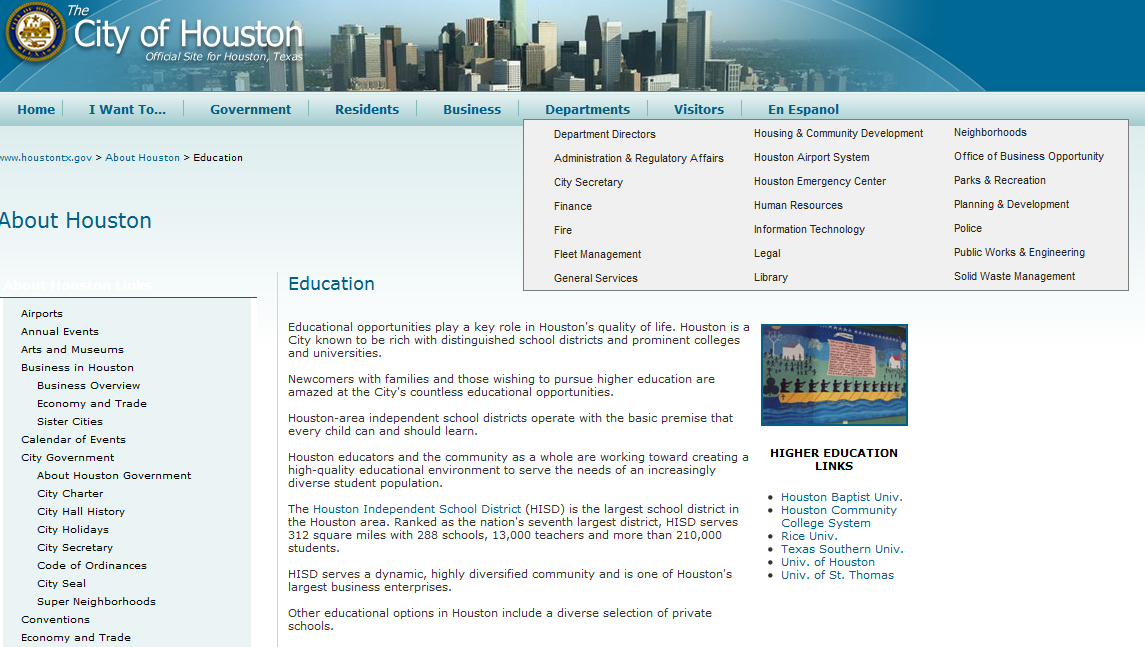 The
City of Houston
Official Site for Houston, Texas
Home
I Want To...
Government
Residents
Business
Departments
Visitors
En Espanol
Department Directors
Administration & Regulatory Affairs
City Secretary
Finance
Fire
Fleet Management
General Services
Housing & Community Development
Houston Airport System
Houston Emergency Center
Human Resources
Information Technology
Legal
Library
Neighborhoods
Office of Business Opportunity
Parks & Recreation
Planning & Development
Police
Public Works & Engineering
Solid Waste Management
www.houstontx.gov > About Houston > Education
About Houston
About Houston Links
Airports
Annual Events
Arts and Museums
Business in Houston
Business Overview
Economy and Trade
Sister Cities
Calendar of Events
City Government
About Houston Government
City Charter
City Hall History
City Holidays
City Secretary
Code of Ordinances
City Seal
Super Neighborhoods
Conventions
Economy and Trade
Education
Educational opportunities play a key role in Houston's quality of life. Houston is a
City known to be rich with distinguished school districts and prominent colleges
and universities.
Newcomers with families and those wishing to pursue higher education are
amazed at the City's countless educational opportunities.
Houston-area independent school districts operate with the basic premise that
every child can and should learn.
Houston educators and the community as a whole are working toward creating a
high-quality educational environment to serve the needs of an increasingly
diverse student population.
The Houston Independent School District (HISD) is the largest school district in
the Houston area. Ranked as the nation's seventh largest district, HISD serves
312 square miles with 288 schools, 13,000 teachers and more than 210,000
students.
HISD serves a dynamic, highly diversified community and is one of Houston's
largest business enterprises.
Other educational options in Houston include a diverse selection of private
schools.
HIGHER EDUCATION
LINKS
Houston Baptist Univ.
Houston Community
College System
Rice Univ.
Texas Southern Univ.
Univ. of Houston
Univ. of St. Thomas